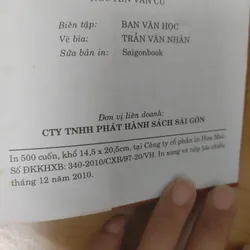 NGUYỄN VĂN CỪ
Biên tập: BAN VĂN HỌC
Vẽ bìa: TRẦN VĂN NHÂN
Sửa bản in: Saigonbook
Đơn vị liên doanh:
CTY TNHH PHÁT HÀNH SÁCH SÀI GÒN
In 500 cuốn, khổ 14,5 x 20,5cm, tại Công ty cổ phần in Hoa Mai.
Số ĐKKHXB: 340-2010/CXB/97-20/VH. In xong và nộp lưu chiểu
tháng 12 năm 2010.